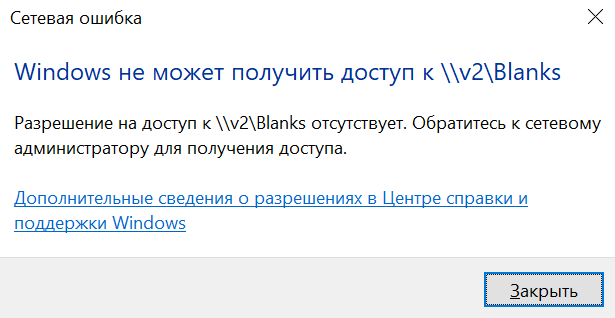 Сетевая ошибка
Windows не может получить доступ к \\v2\Blanks
Разрешение на доступ к \\v2\Blanks отсутствует. Обратитесь к сетевому
администратору для получения доступа.
Дополнительные сведения о разрешениях в Центре справки и
поддержки Windows
Закрыть